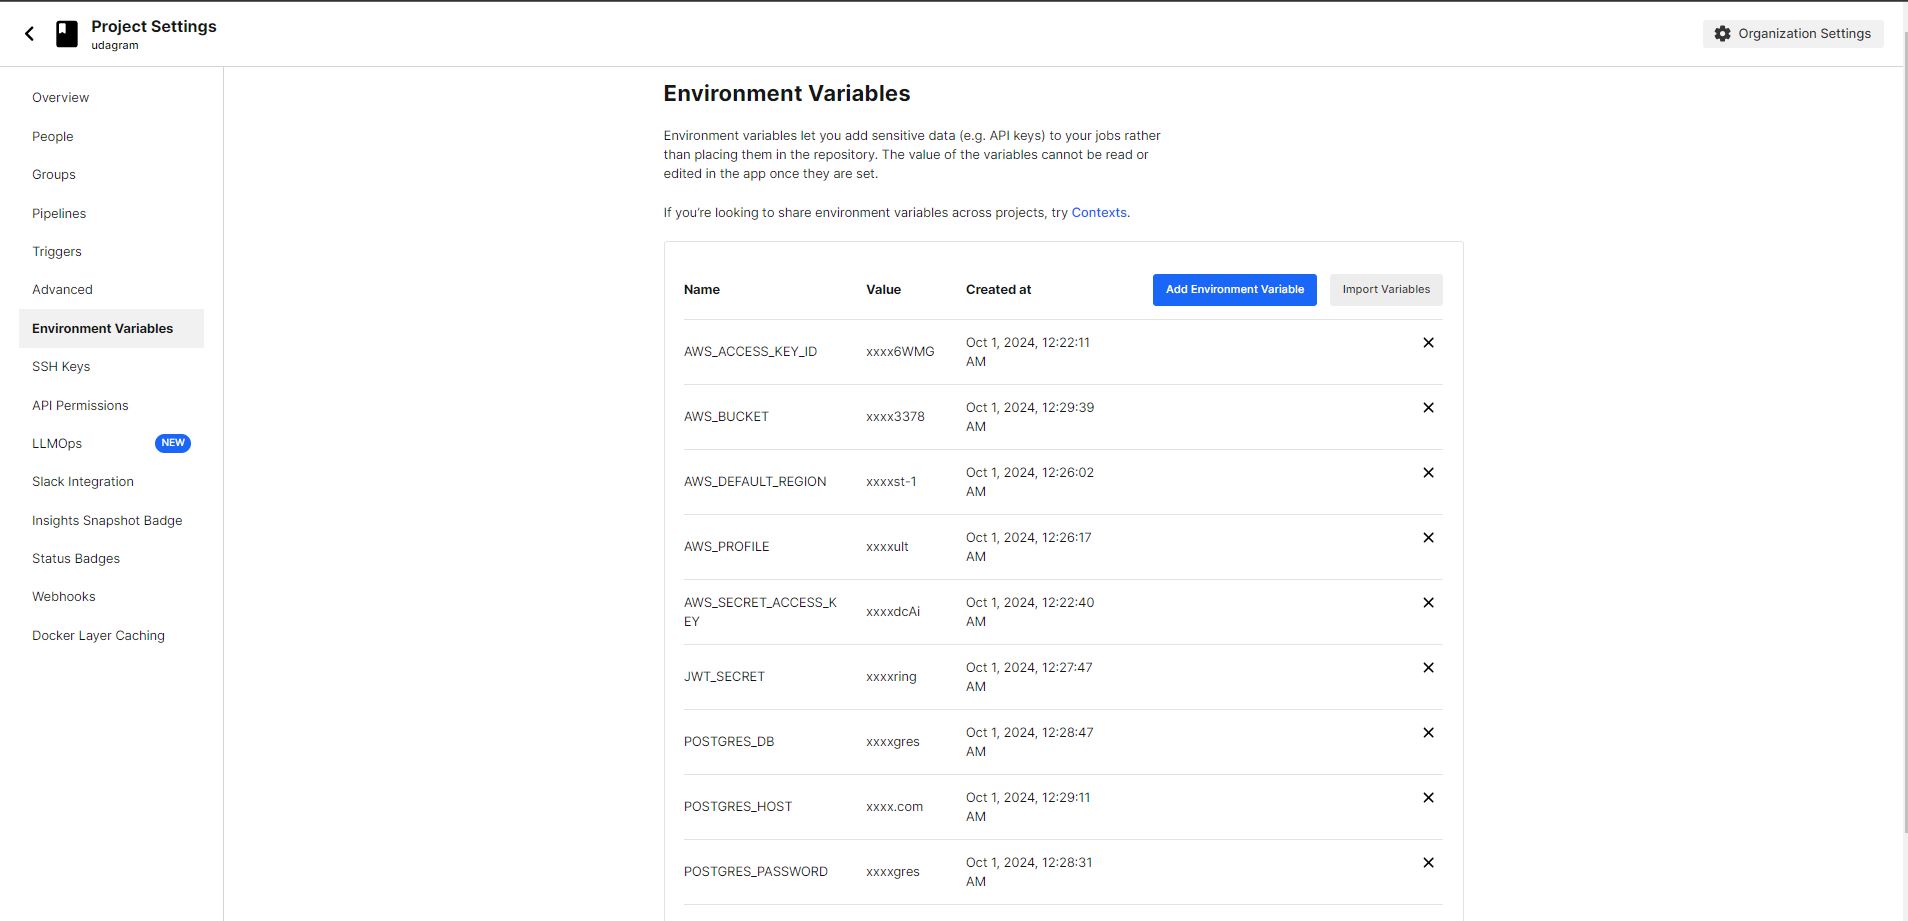 Project Settings
udagram
Organization Settings
Overview
People
Groups
Pipelines
Triggers
Advanced
Environment Variables
SSH Keys
API Permissions
LLMOps NEW
Slack Integration
Insights Snapshot Badge
Status Badges
Webhooks
Docker Layer Caching
Environment Variables
Environment variables let you add sensitive data (e.g. API keys) to your jobs rather
than placing them in the repository. The value of the variables cannot be read or
edited in the app once they are set.
If you’re looking to share environment variables across projects, try Contexts.
Name Value Created at Add Environment Variable Import Variables
AWS_ACCESS_KEY_ID xxxx6WMG Oct 1, 2024, 12:22:11
AM
AWS_BUCKET xxxx3378 Oct 1, 2024, 12:29:39
AM
AWS_DEFAULT_REGION xxxxst-1 Oct 1, 2024, 12:26:02
AM
AWS_PROFILE xxxxult Oct 1, 2024, 12:26:17
AM
AWS_SECRET_ACCESS_K xxxxdcAi Oct 1, 2024, 12:22:40
EY AM
JWT_SECRET xxxxring Oct 1, 2024, 12:27:47
AM
POSTGRES_DB xxxxgres Oct 1, 2024, 12:28:47
AM
POSTGRES_HOST xxxx.com Oct 1, 2024, 12:29:11
AM
POSTGRES_PASSWORD xxxxgres Oct 1, 2024, 12:28:31
AM